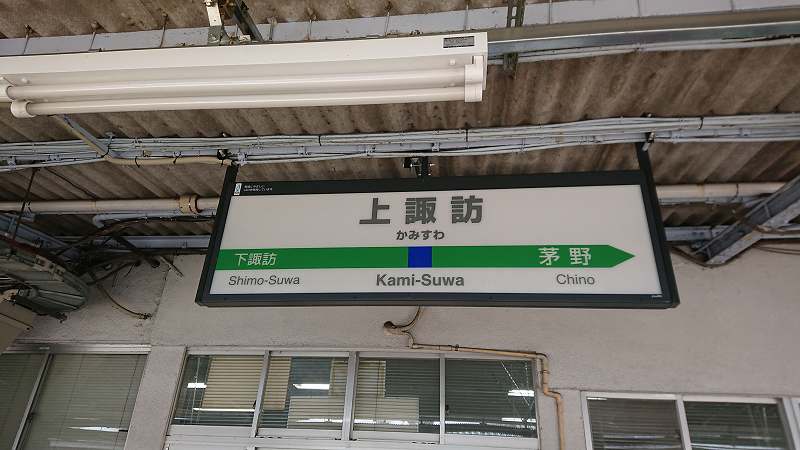 上諏訪
かみすわ
下諏訪
茅野
Shimo-Suwa
Kami-Suwa
Chino